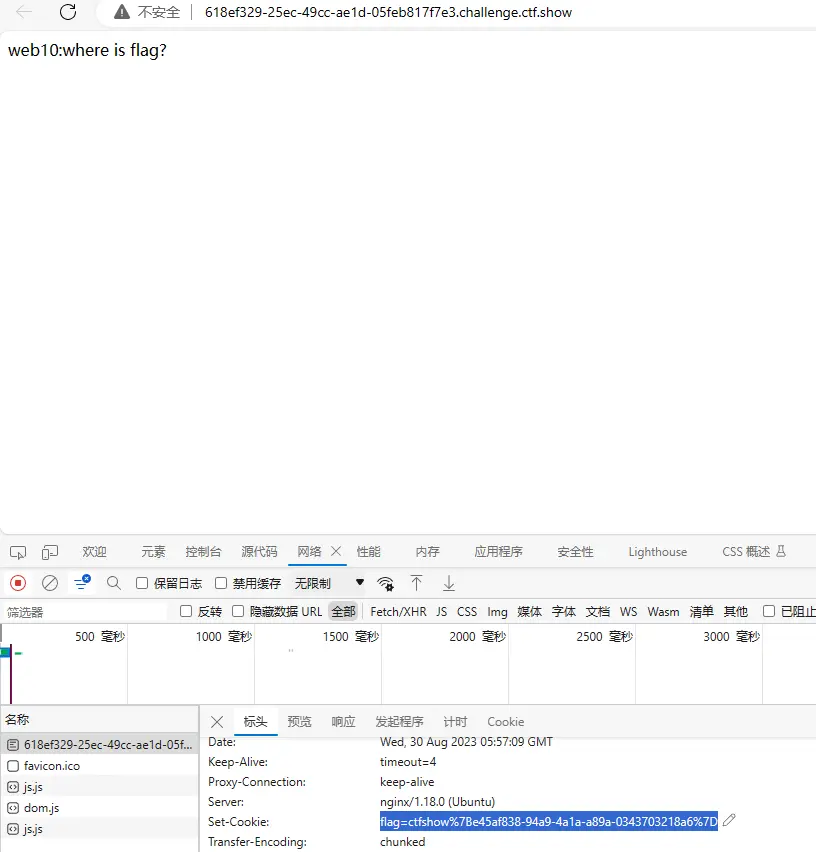 不安全 618ef329-25ec-49cc-ae1d-05feb817f7e3.challenge.ctf.show
web10:where is flag?
欢迎 元素 控制台 源代码 网络 性能 内存 应用程序 安全性 Lighthouse CSS 概述
保留日志 禁用缓存 无限制
筛选器 反转 隐藏数据 URL 全部 Fetch/XHR JS CSS Img 媒体 字体 文档 WS Wasm 清单 其他 已阻止
500 毫秒 1000 毫秒 1500 毫秒 2000 毫秒 2500 毫秒 3000 毫秒
名称 标头 预览 响应 发起程序 计时 Cookie
618ef329-25ec-49cc-ae1d-05f...
favicon.ico
js.js
dom.js
js.js
Date: Wed, 30 Aug 2023 05:57:09 GMT
Keep-Alive: timeout=4
Proxy-Connection: keep-alive
Server: nginx/1.18.0 (Ubuntu)
Set-Cookie: flag=ctfshow%7Be45af838-94a9-4a1a-a89a-0343703218a6%7D
Transfer-Encoding: chunked